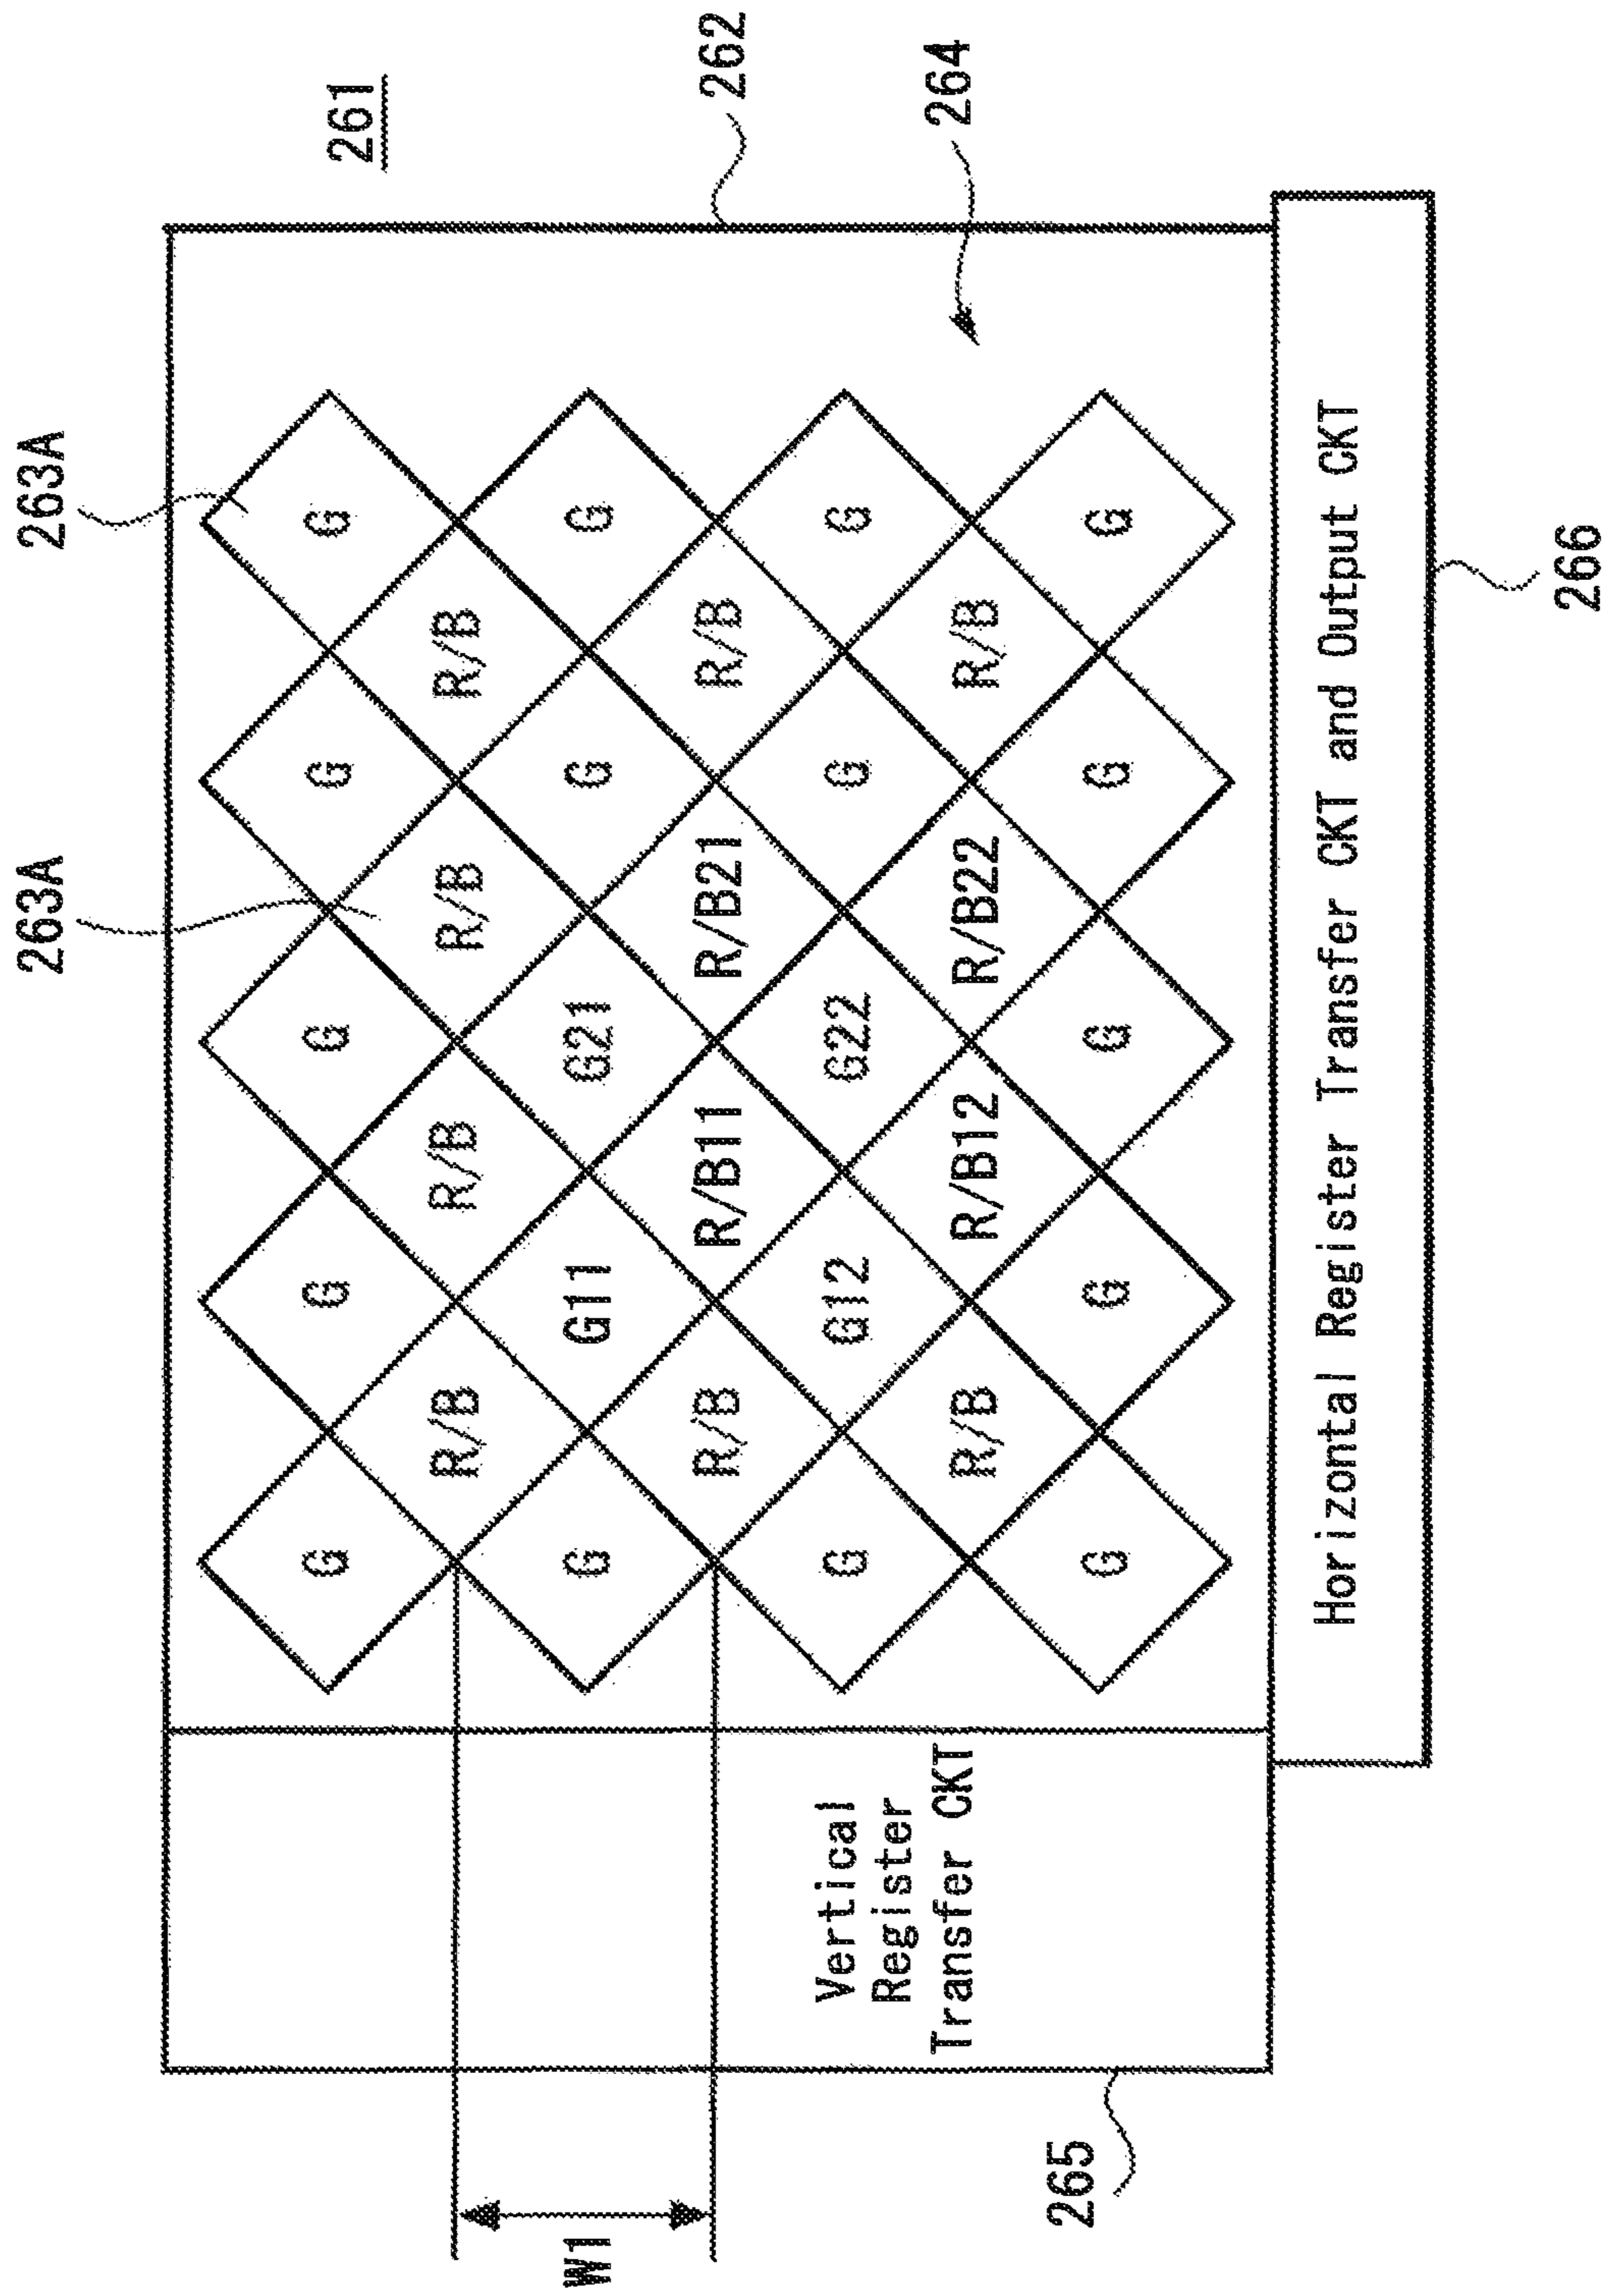 263A 263A
261
G G G G G
R/B R/B R/B R/B
W1
G G11 G21 G G
262
R/B R/B11 R/B21 R/B
G G12 G22 G G
264
Vertical
Register
Transfer CKT
R/B R/B12 R/B22 R/B
265
G G G G G
Horizontal Register Transfer CKT and Output CKT
266